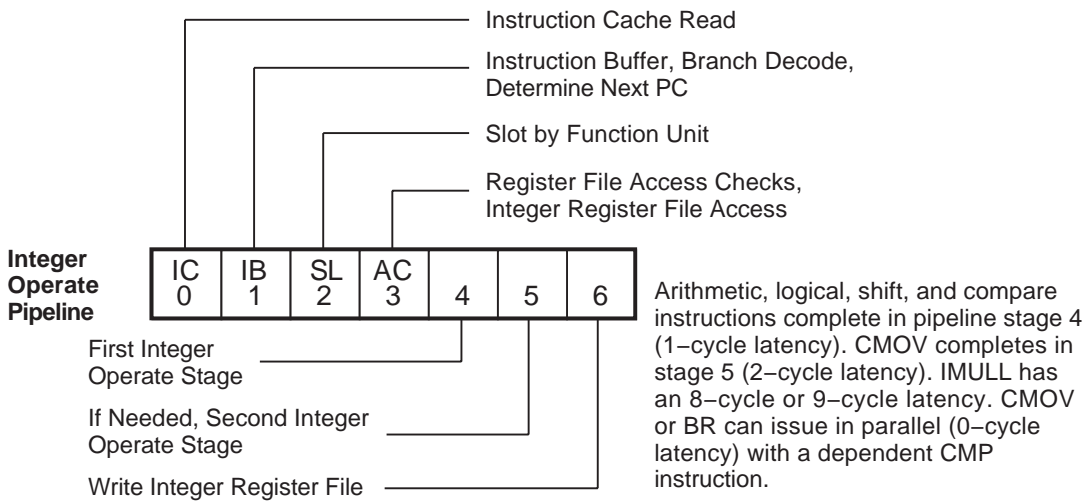 Instruction Cache Read
Instruction Buffer, Branch Decode,
Determine Next PC
Slot by Function Unit
Register File Access Checks,
Integer Register File Access
Integer
Operate
Pipeline
IC IB SL AC
0 1 2 3 4 5 6
Arithmetic, logical, shift, and compare
instructions complete in pipeline stage 4
(1–cycle latency). CMOV completes in
stage 5 (2–cycle latency). IMULL has
an 8–cycle or 9–cycle latency. CMOV
or BR can issue in parallel (0–cycle
latency) with a dependent CMP
instruction.
First Integer
Operate Stage
If Needed, Second Integer
Operate Stage
Write Integer Register File